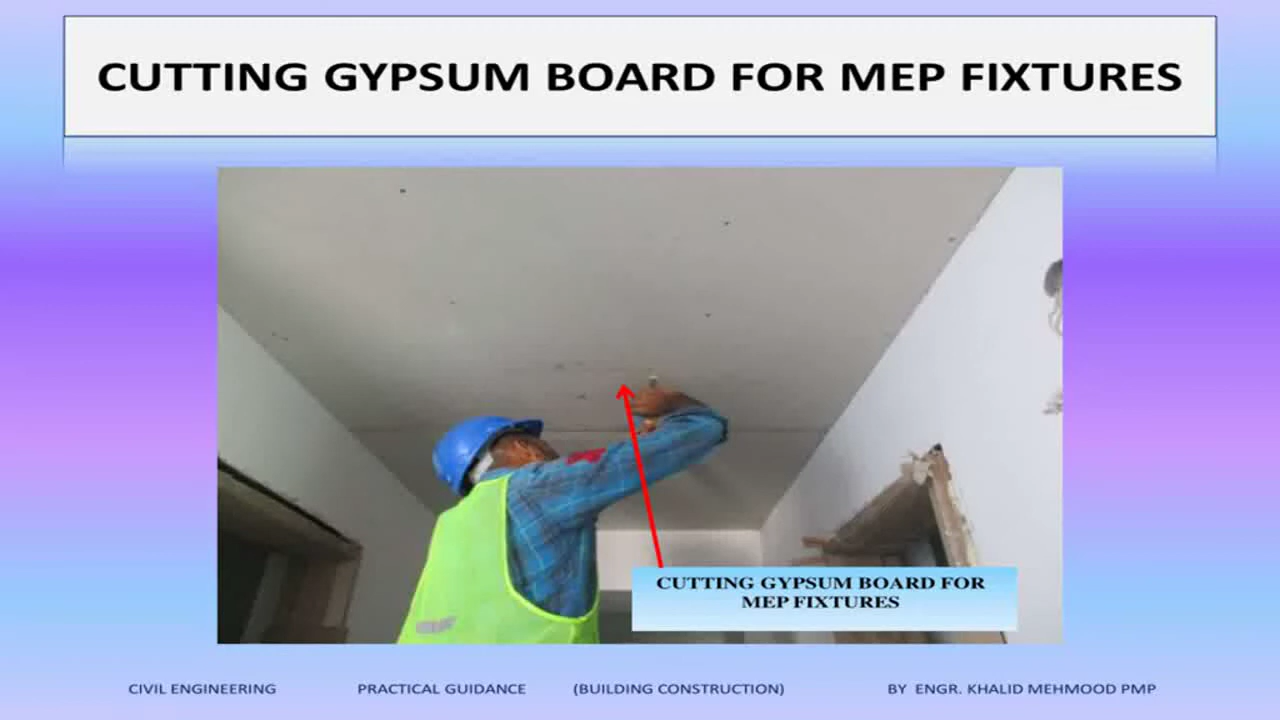 CUTTING GYPSUM BOARD FOR MEP FIXTURES
CUTTING GYPSUM BOARD FOR
MEP FIXTURES
CIVIL ENGINEERING PRACTICAL GUIDANCE (BUILDING CONSTRUCTION) BY ENGR. KHALID MEHMOOD PMP